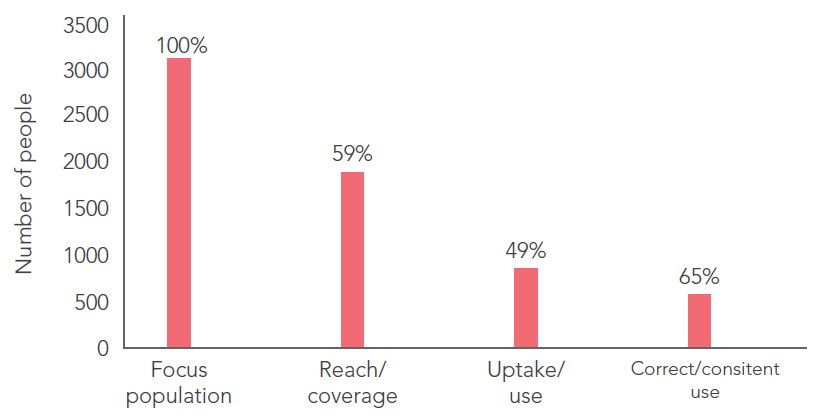 Number of people
3500
3000
2500
2000
1500
1000
500
0
100%
59%
49%
65%
Focus
population
Reach/
coverage
Uptake/
use
Correct/consitent
use